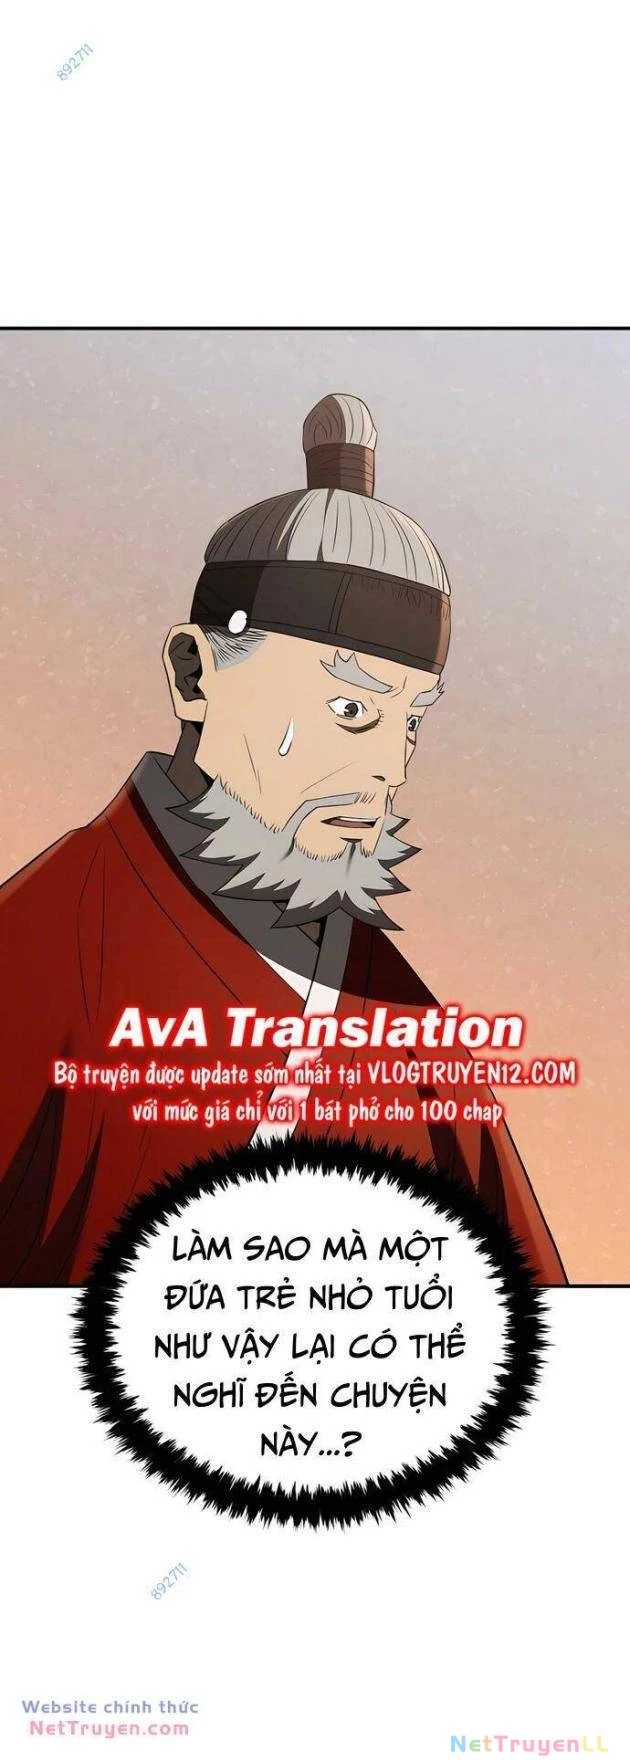 892711
AvA Translation
Bộ truyện được update sớm nhất tại VLOGTRUYEN12.COM
với mức giá chỉ với 1 bát phở cho 100 chap
LÀM SAO MÀ MỘT
ĐỨA TRẺ NHỎ TUỔI
NHƯ VẬY LẠI CÓ THỂ
NGHĨ ĐẾN CHUYỆN
NÀY...?
892711
Website chính thức
NetTruyen.com
NetTruyenLL